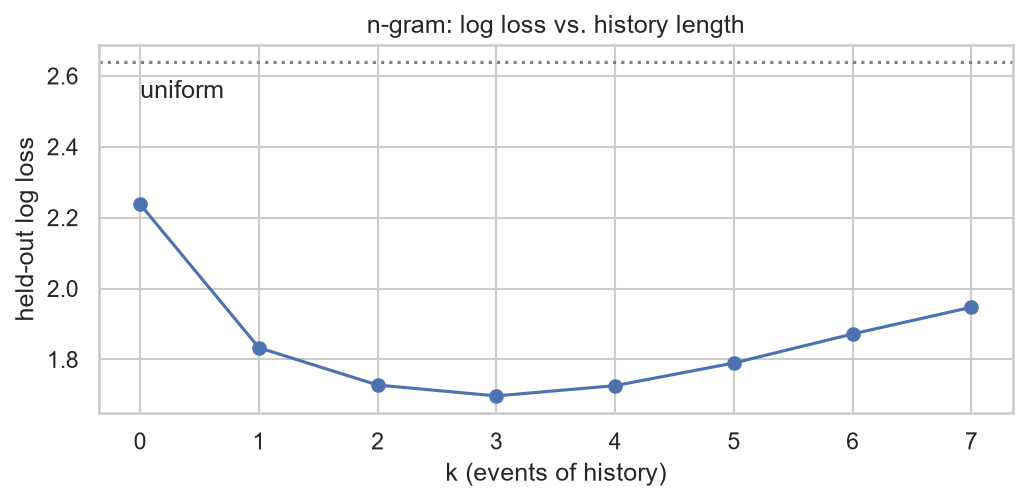 n-gram: log loss vs. history length
held-out log loss
2.6
2.4
2.2
2.0
1.8
uniform
0 1 2 3 4 5 6 7
k (events of history)